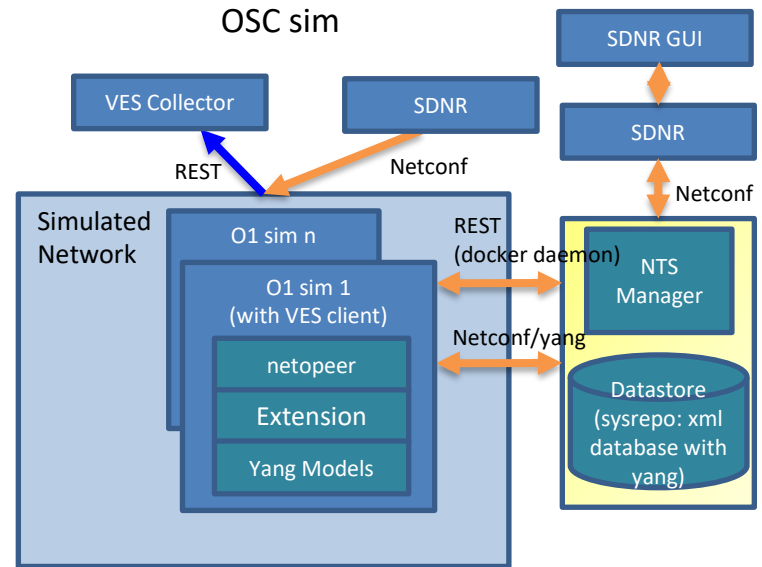 OSC sim
SDNR GUI
VES Collector
SDNR
SDNR
REST
Netconf
Netconf
Simulated
Network
O1 sim n
REST
(docker daemon)
NTS
Manager
O1 sim 1
(with VES client)
Netconf/yang
netopeer
Extension
Yang Models
Datastore
(sysrepo: xml
database with
yang)